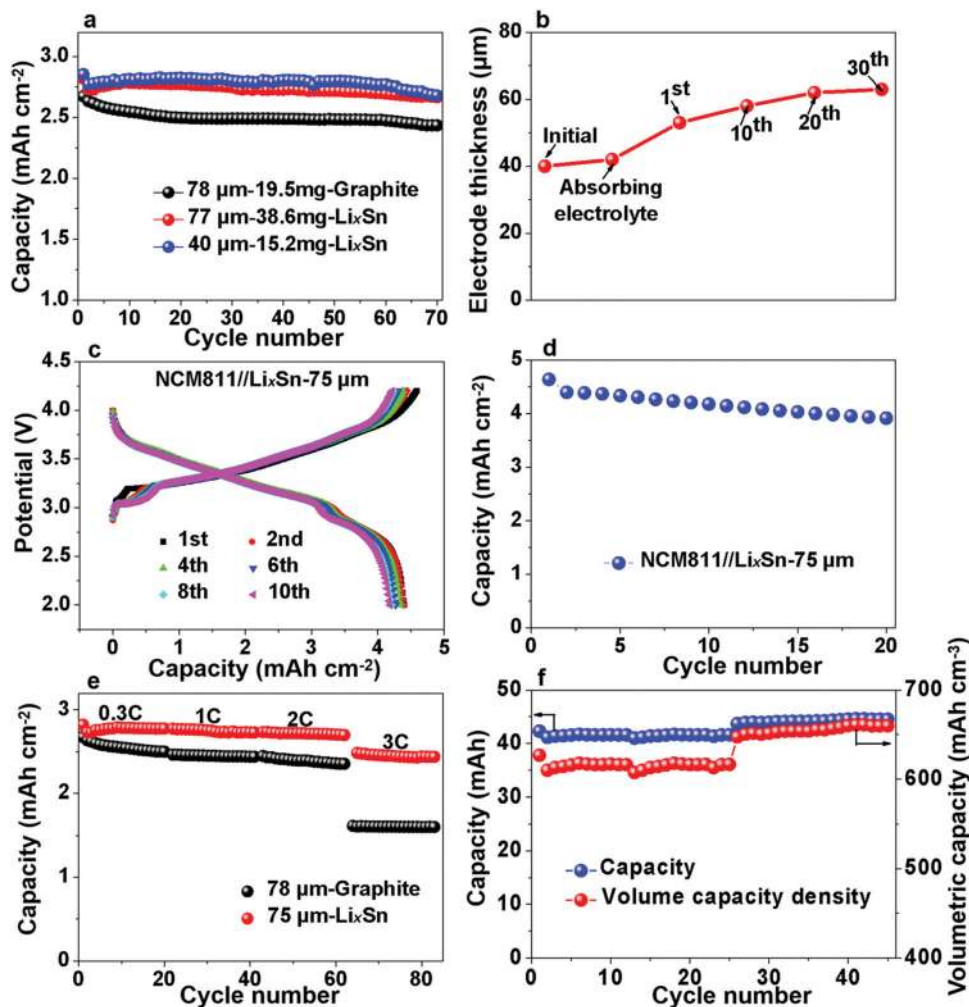 a
Capacity (mAh cm-2)
3.0
2.5
2.0
1.5
1.0
78 μm-19.5mg-Graphite
77 μm-38.6mg-LixSn
40 μm-15.2mg-LixSn
0 10 20 30 40 50 60 70
Cycle number
b
Electrode thickness (μm)
80
60
40
20
0
Initial
Absorbing
electrolyte
1st
10th
20th
30th
c
Potential (V)
4.5
4.0
3.5
3.0
2.5
2.0
NCM811//LixSn-75 μm
1st 2nd
4th 6th
8th 10th
0 1 2 3 4 5
Capacity (mAh cm-2)
d
Capacity (mAh cm-2)
5
4
3
2
1
0
NCM811//LixSn-75 μm
0 5 10 15 20
Cycle number
e
Capacity (mAh cm-2)
3
2
1
0
0.3C 1C 2C
3C
78 μm-Graphite
75 μm-LixSn
0 20 40 60 80
Cycle number
f
Capacity (mAh)
50
40
30
20
10
0
Capacity
Volume capacity density
0 10 20 30 40
Cycle number
700
600
500
400
Volumetric capacity (mAh cm-3)